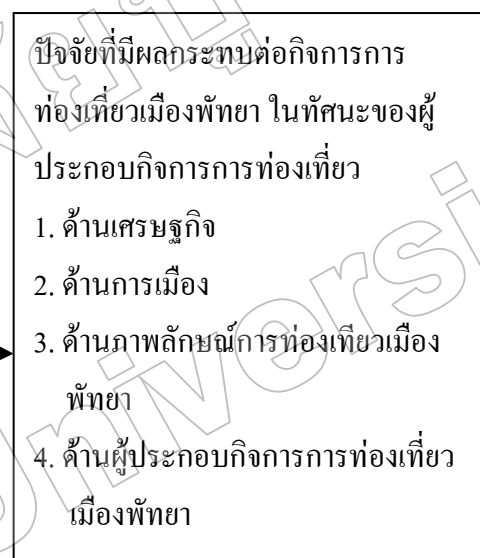 ปัจจัยที่มีผลกระทบต่อกิจการการ
ท่องเที่ยวเมืองพัทยา ในทัศนะของผู้
ประกอบกิจการการท่องเที่ยว
1. ด้านเศรษฐกิจ
2. ด้านการเมือง
3. ด้านภาพลักษณ์การท่องเที่ยวเมือง
พัทยา
4. ด้านผู้ประกอบกิจการการท่องเที่ยว
เมืองพัทยา